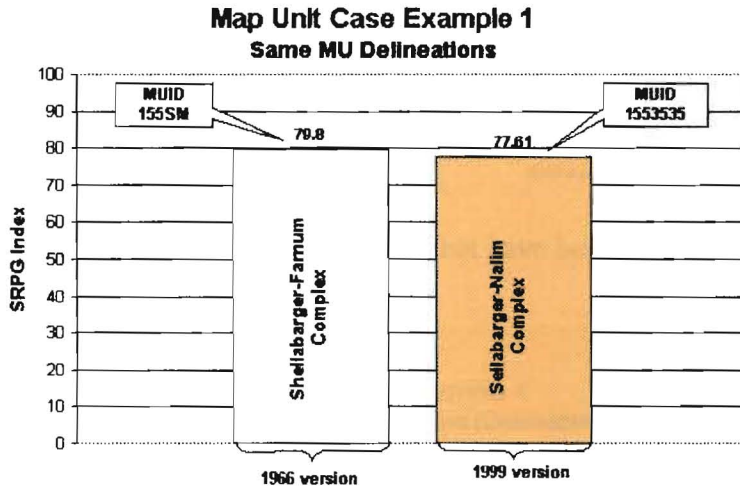 Map Unit Case Example 1
Same MU Delineations
MUID
155SM
MUID
1553535
79.8
77.61
SRPG Index
100
90
80
70
60
50
40
30
20
10
0
Shellabarger-Farnum
Complex
Sellabarger-Nalim
Complex
1966 version
1999 version